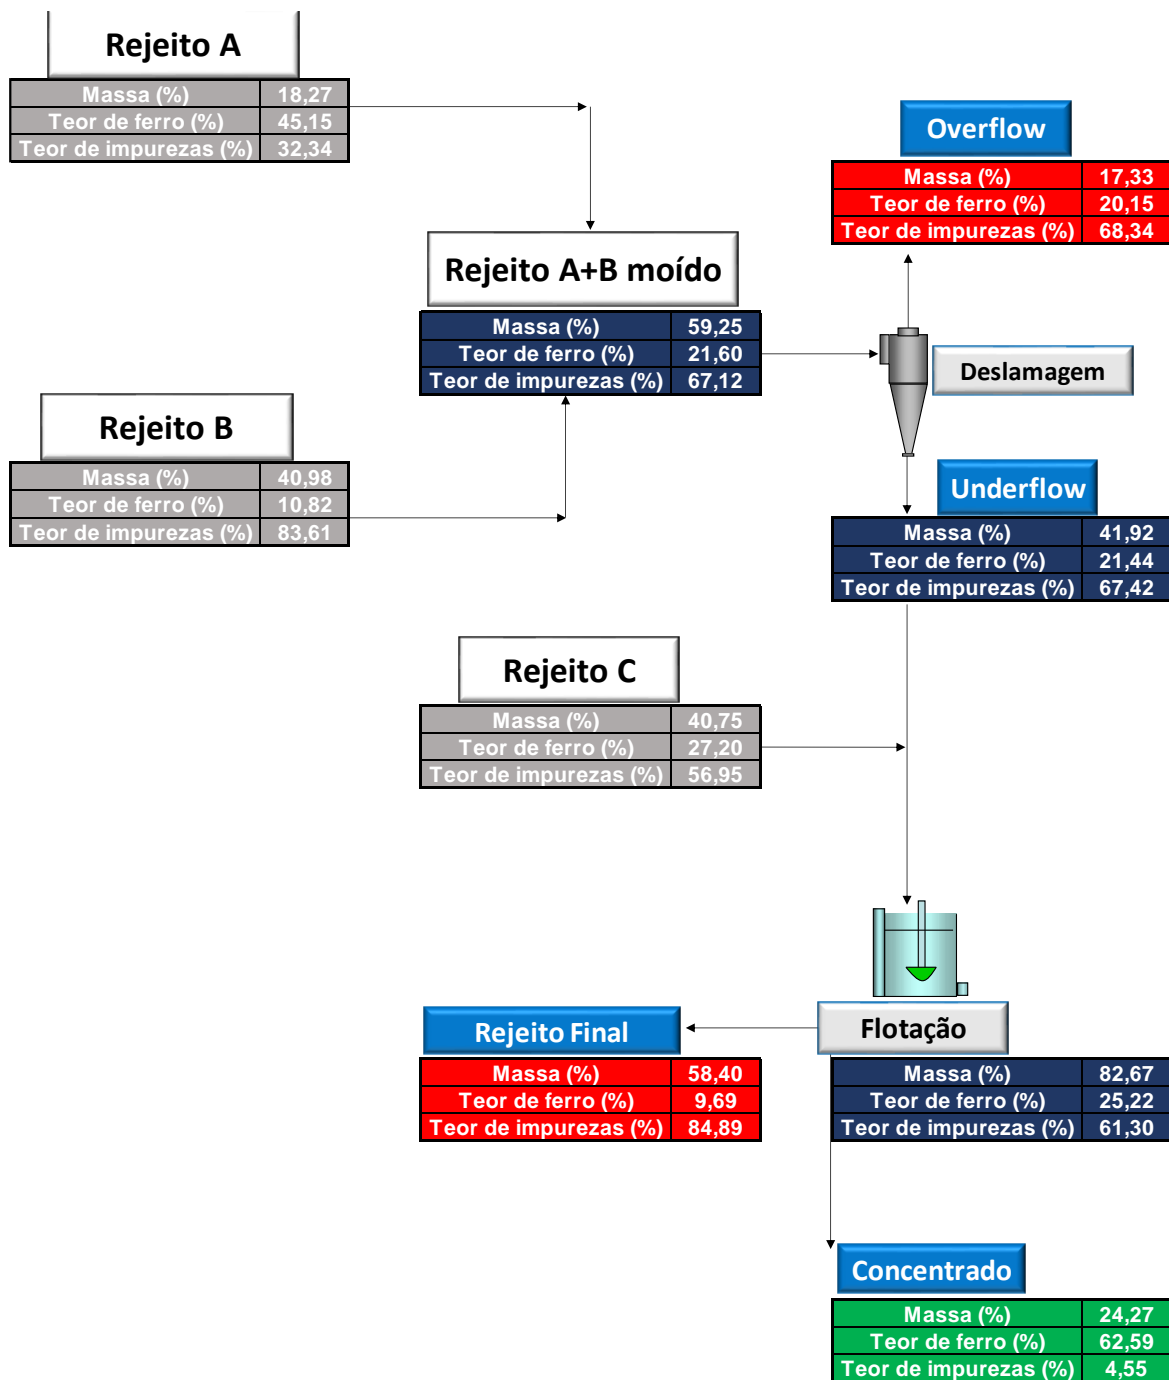 Rejeito A
Massa (%) 18,27
Teor de ferro (%) 45,15
Teor de impurezas (%) 32,34
Overflow
Massa (%) 17,33
Teor de ferro (%) 20,15
Teor de impurezas (%) 68,34
Rejeito A+B moído
Massa (%) 59,25
Teor de ferro (%) 21,60
Teor de impurezas (%) 67,12
Deslamagem
Rejeito B
Massa (%) 40,98
Teor de ferro (%) 10,82
Teor de impurezas (%) 83,61
Underflow
Massa (%) 41,92
Teor de ferro (%) 21,44
Teor de impurezas (%) 67,42
Rejeito C
Massa (%) 40,75
Teor de ferro (%) 27,20
Teor de impurezas (%) 56,95
Flotação
Massa (%) 82,67
Teor de ferro (%) 25,22
Teor de impurezas (%) 61,30
Rejeito Final
Massa (%) 58,40
Teor de ferro (%) 9,69
Teor de impurezas (%) 84,89
Concentrado
Massa (%) 24,27
Teor de ferro (%) 62,59
Teor de impurezas (%) 4,55